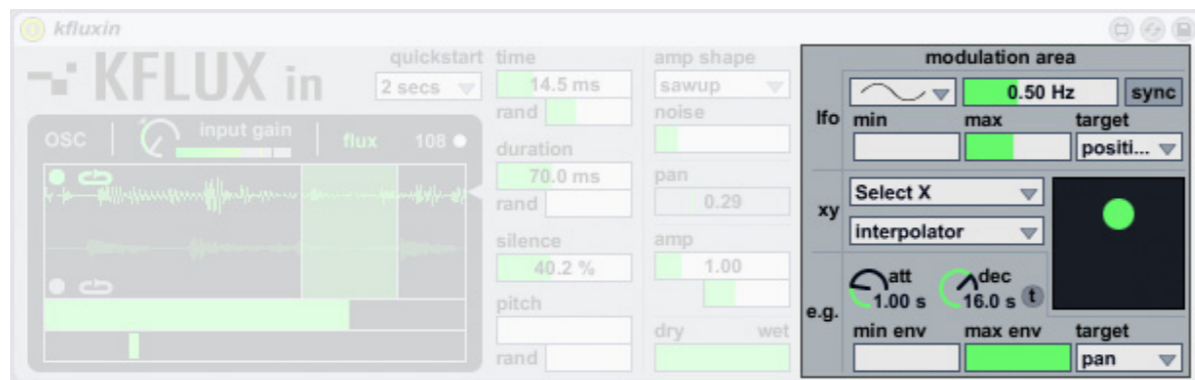 kfluxin
KFLUX in
quickstart
2 secs
OSC
input gain
flux
108
time
14.5 ms
rand
duration
70.0 ms
rand
silence
40.2 %
pitch
rand
amp shape
sawup
noise
pan
0.29
amp
1.00
dry wet
modulation area
lfo
0.50 Hz
sync
min max target
positi...
xy
Select X
interpolator
e.g.
att
1.00 s
dec
16.0 s
t
min env max env target
pan